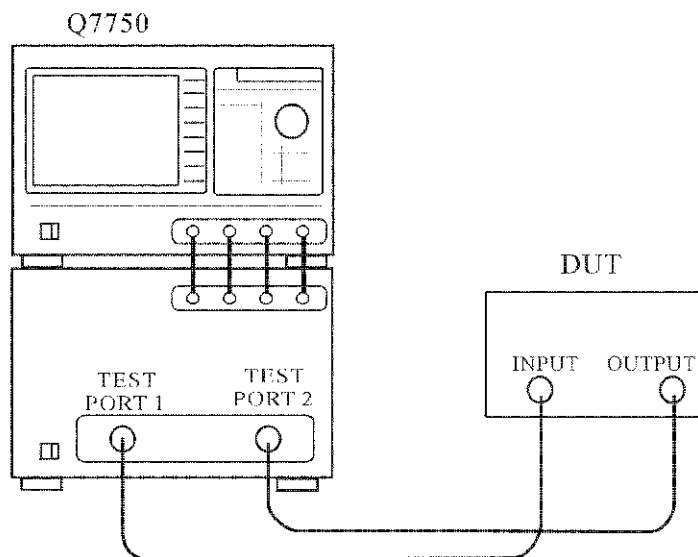 Q7750
DUT
INPUT OUTPUT
TEST
PORT 1
TEST
PORT 2